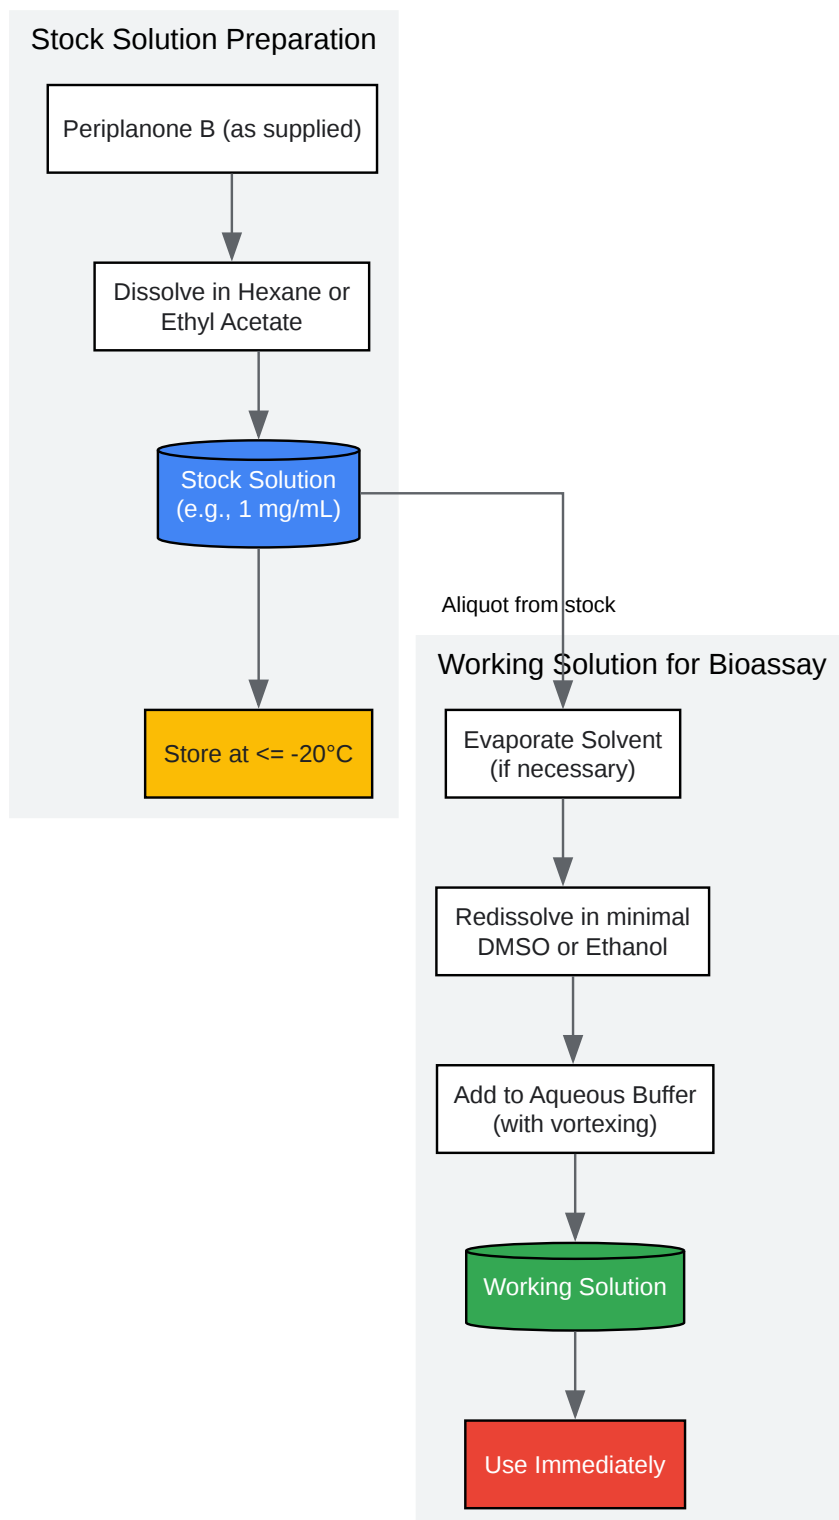 Stock Solution Preparation
Periplanone B (as supplied)
Dissolve in Hexane or
Ethyl Acetate
Stock Solution
(e.g., 1 mg/mL)
Store at <= -20°C
Aliquot from stock
Working Solution for Bioassay
Evaporate Solvent
(if necessary)
Redissolve in minimal
DMSO or Ethanol
Add to Aqueous Buffer
(with vortexing)
Working Solution
Use Immediately